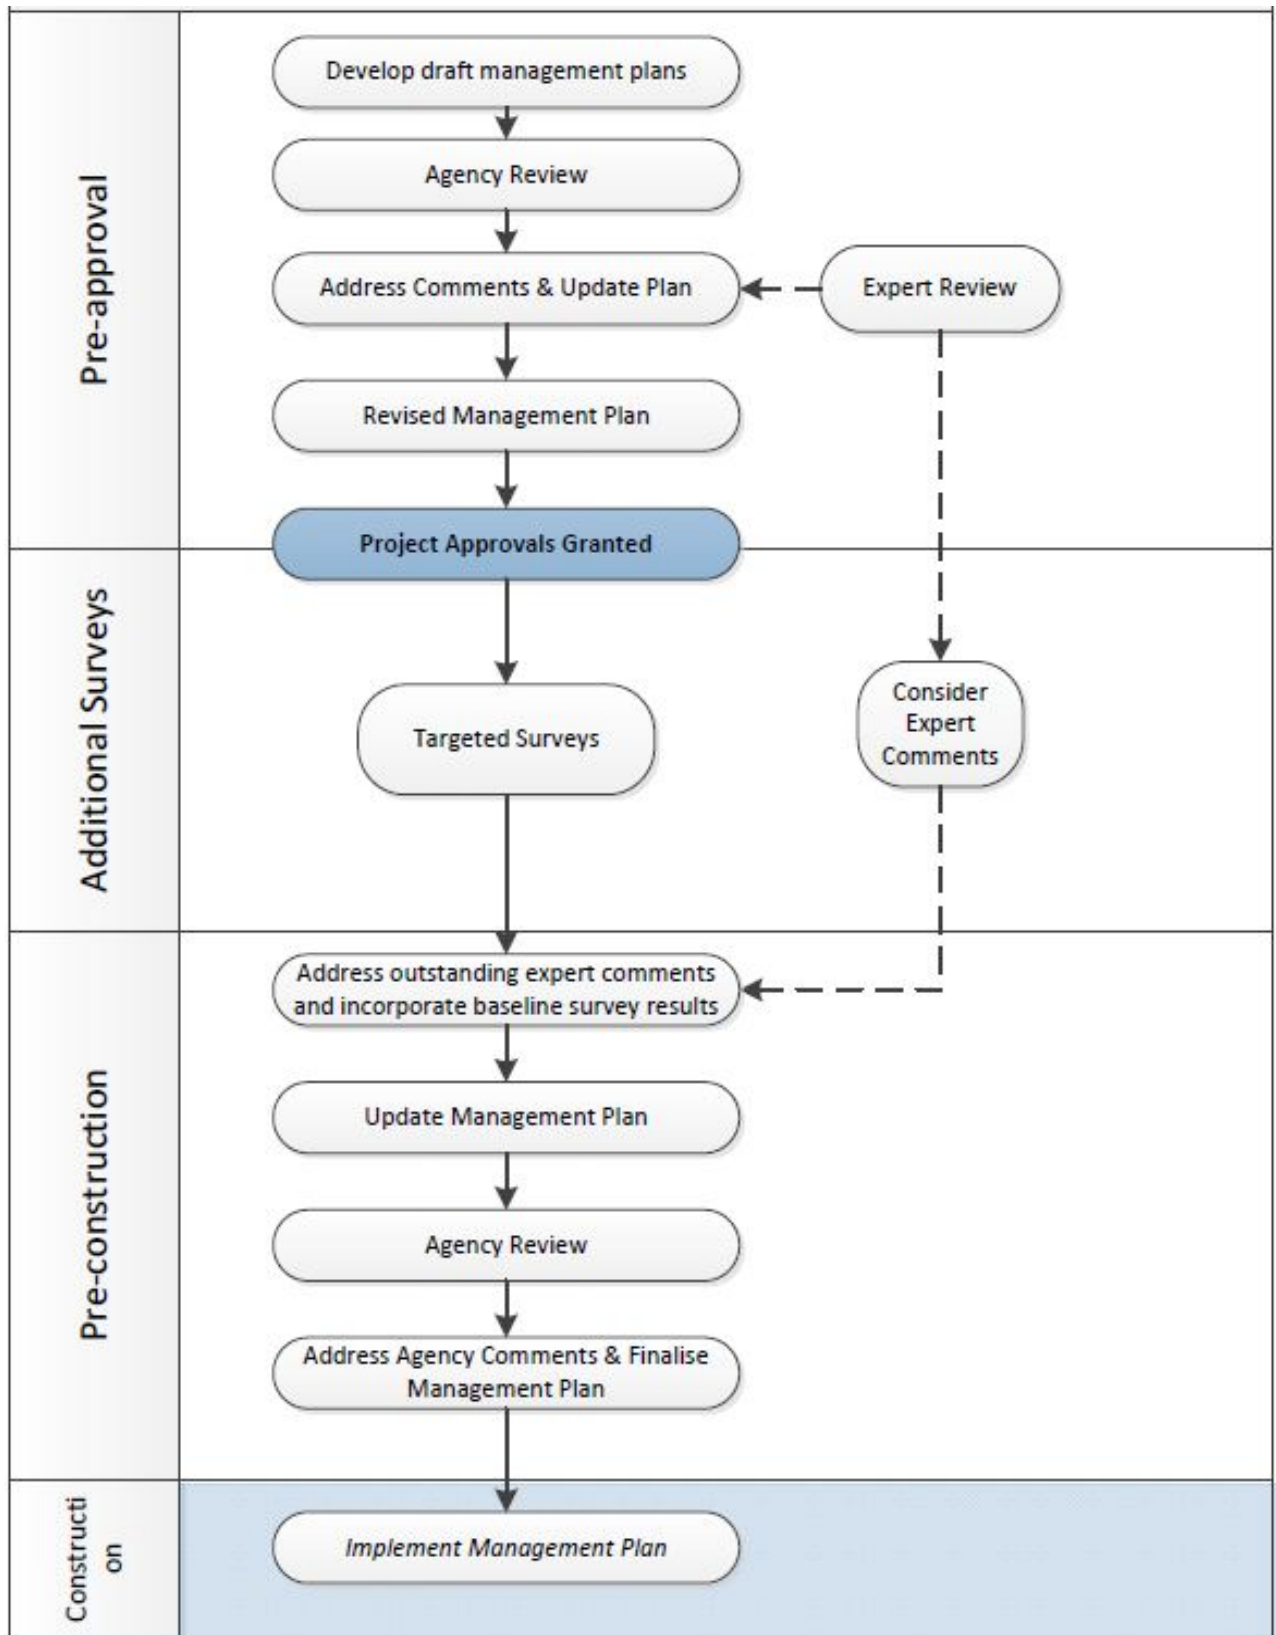 Pre-approval
Develop draft management plans
Agency Review
Address Comments & Update Plan
Expert Review
Revised Management Plan
Project Approvals Granted
Additional Surveys
Targeted Surveys
Consider
Expert
Comments
Pre-construction
Address outstanding expert comments
and incorporate baseline survey results
Update Management Plan
Agency Review
Address Agency Comments & Finalise
Management Plan
Constructi
on
Implement Management Plan